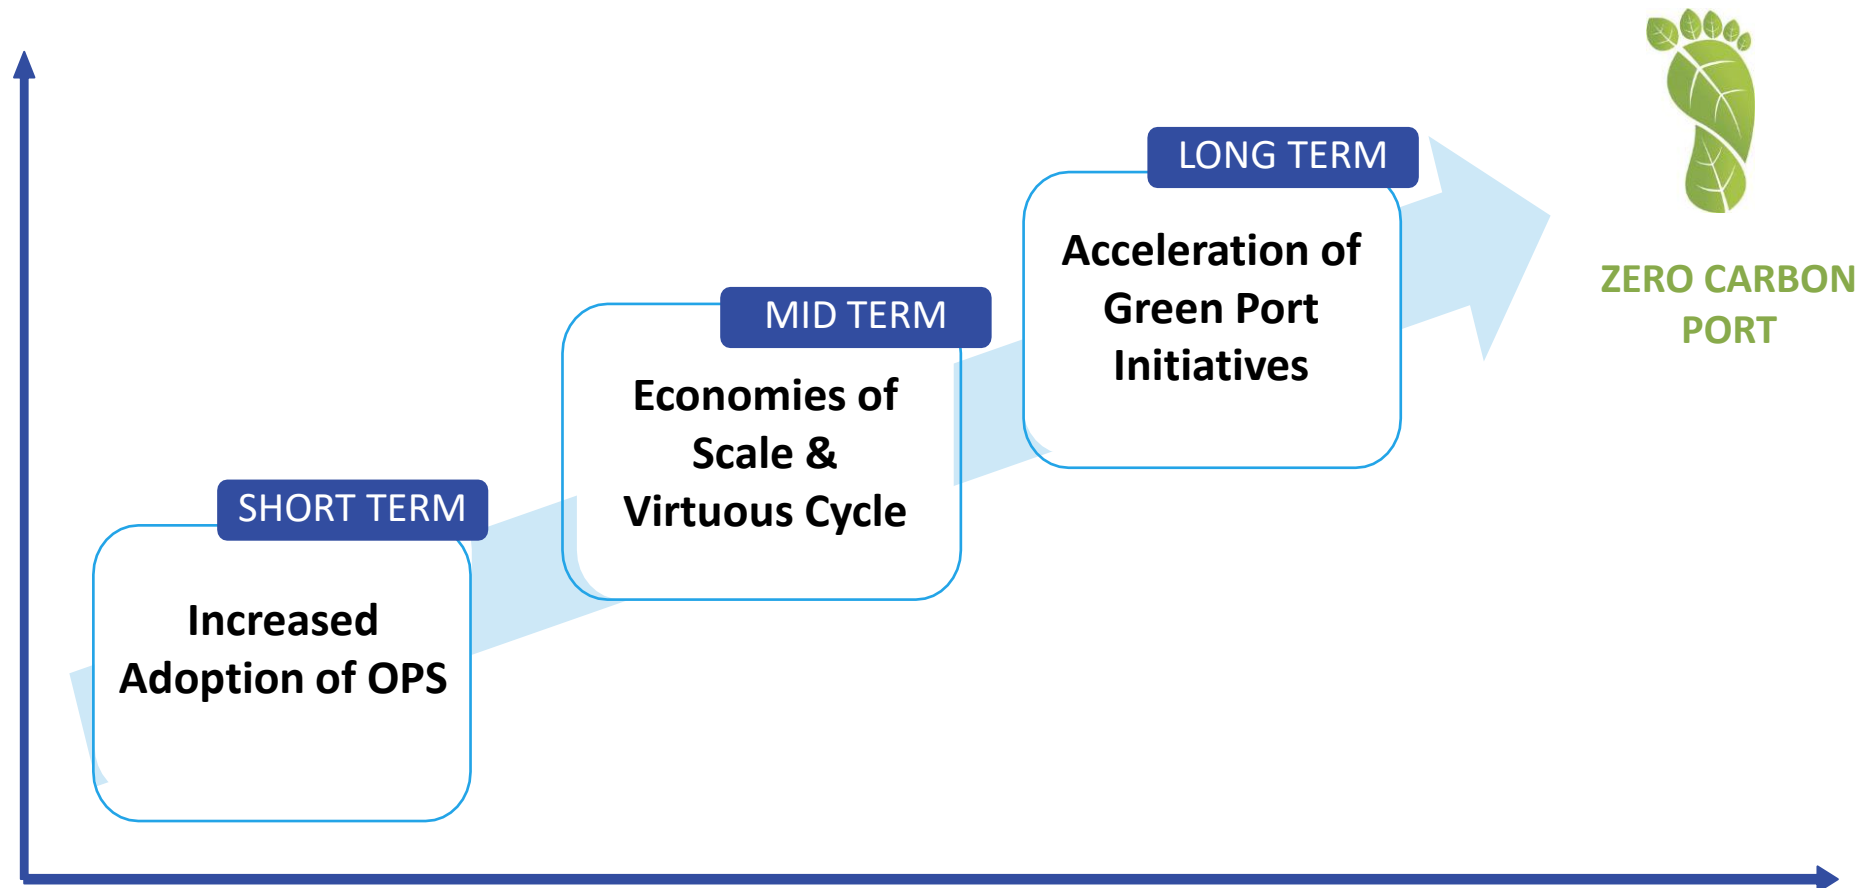 SHORT TERM
Increased
Adoption of OPS
MID TERM
Economies of
Scale &
Virtuous Cycle
LONG TERM
Acceleration of
Green Port
Initiatives
ZERO CARBON
PORT